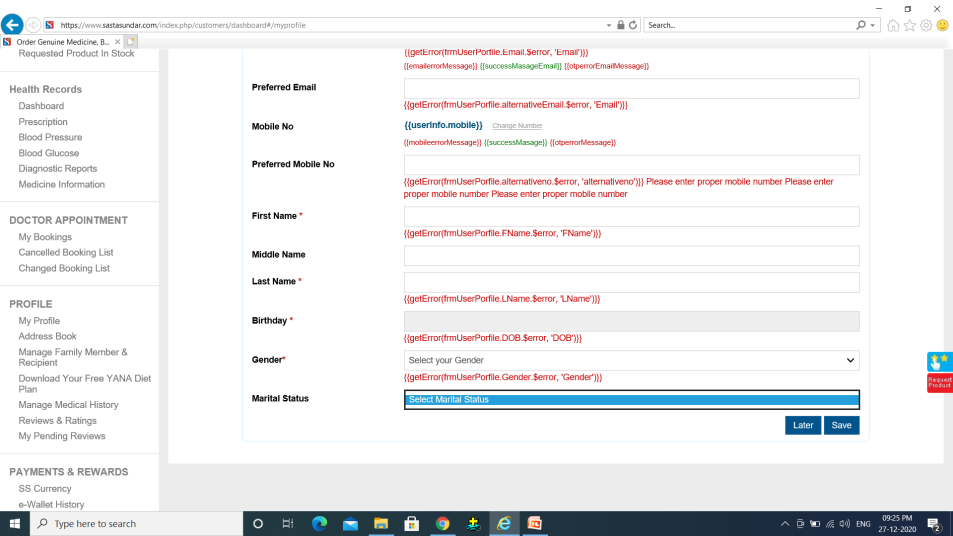 https://www.sastasundar.com/index.php/customers/dashboard#/myprofile
Search...
Order Genuine Medicine, B...
Requested Product In Stock
Health Records
Dashboard
Prescription
Blood Pressure
Blood Glucose
Diagnostic Reports
Medicine Information
DOCTOR APPOINTMENT
My Bookings
Cancelled Booking List
Changed Booking List
PROFILE
My Profile
Address Book
Manage Family Member &
Recipient
Download Your Free YANA Diet
Plan
Manage Medical History
Reviews & Ratings
My Pending Reviews
PAYMENTS & REWARDS
SS Currency
e-Wallet History
{{getError(frmUserPorfile.Email.$error, 'Email')}}
{{emailerrorMessage}} {{successMasageEmail}} {{otperrorEmailMessage}}
Preferred Email
{{getError(frmUserPorfile.alternativeEmail.$error, 'Email')}}
Mobile No
{{userInfo.mobile}} Change Number
{{mobileerrorMessage}} {{successMasage}} {{otperrorMessage}}
Preferred Mobile No
{{getError(frmUserPorfile.alternativeno.$error, 'alternativeno')}} Please enter proper mobile number Please enter
proper mobile number Please enter proper mobile number
First Name *
{{getError(frmUserPorfile.FName.$error, 'FName')}}
Middle Name
Last Name *
{{getError(frmUserPorfile.LName.$error, 'LName')}}
Birthday *
{{getError(frmUserPorfile.DOB.$error, 'DOB')}}
Gender*
Select your Gender
{{getError(frmUserPorfile.Gender.$error, 'Gender')}}
Marital Status
Select Marital Status
Later Save
Request
Product
Type here to search
ENG
09:25 PM
27-12-2020
2